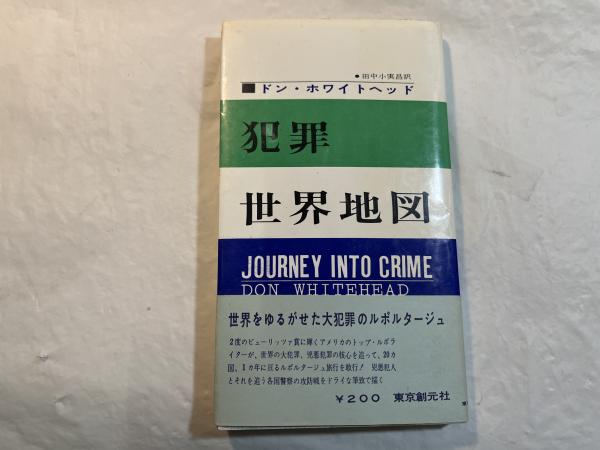 ●田中小実昌訳
■ドン・ホワイトヘッド
犯罪
世界地図
JOURNEY INTO CRIME
DON WHITEHEAD
世界をゆるがせた大犯罪のルポルタージュ
2度のピューリッツァ賞に輝くアメリカのトップ・ルポラ
イターが、世界の大犯罪、兇悪犯罪の核心を追って、20カ
国、1カ年に亘るルポルタージュ旅行を敢行! 兇悪犯人
とそれを追う各国警察の攻防戦をドライな筆致で描く
¥200 東京創元社